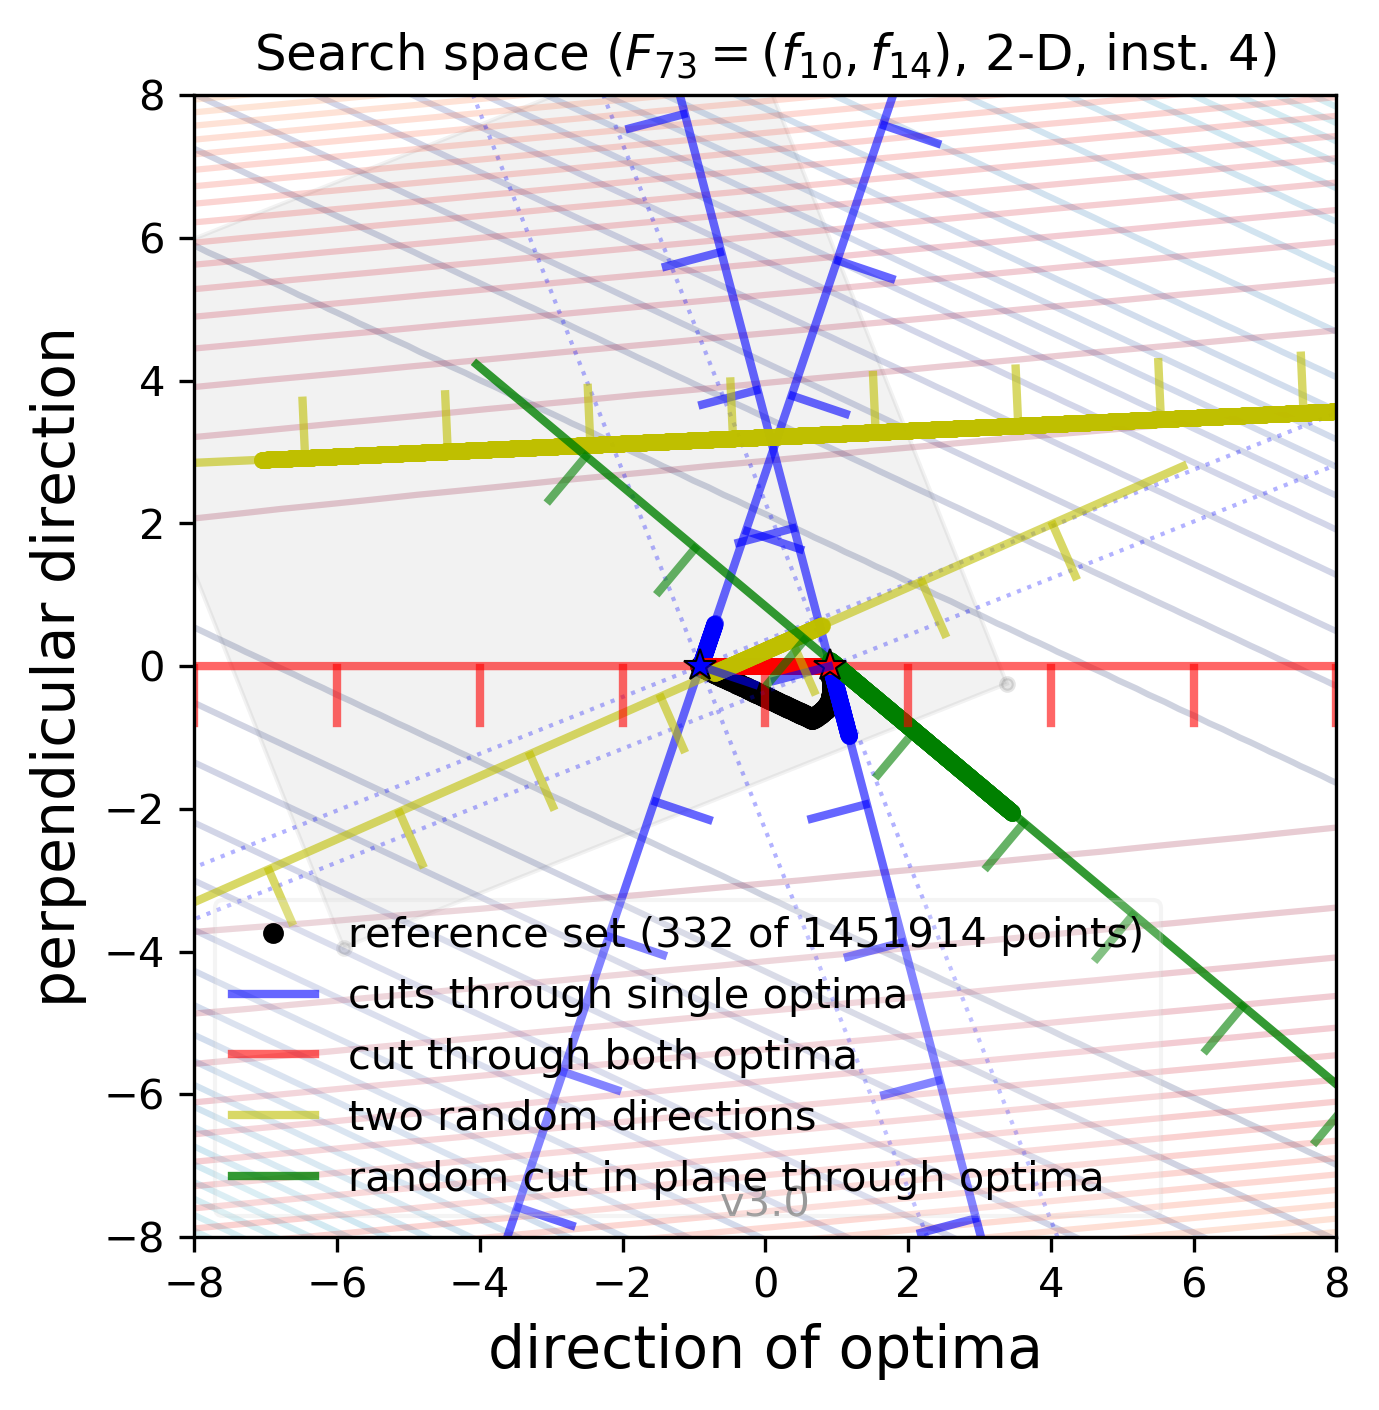 Search space (F73 = (f10, f14), 2-D, inst. 4)
8
6
4
2
0
−2
−4
−6
−8
perpendicular direction
reference set (332 of 1451914 points)
cuts through single optima
cut through both optima
two random directions
random cut in plane through optima
v3.0
−8 −6 −4 −2 0 2 4 6 8
direction of optima